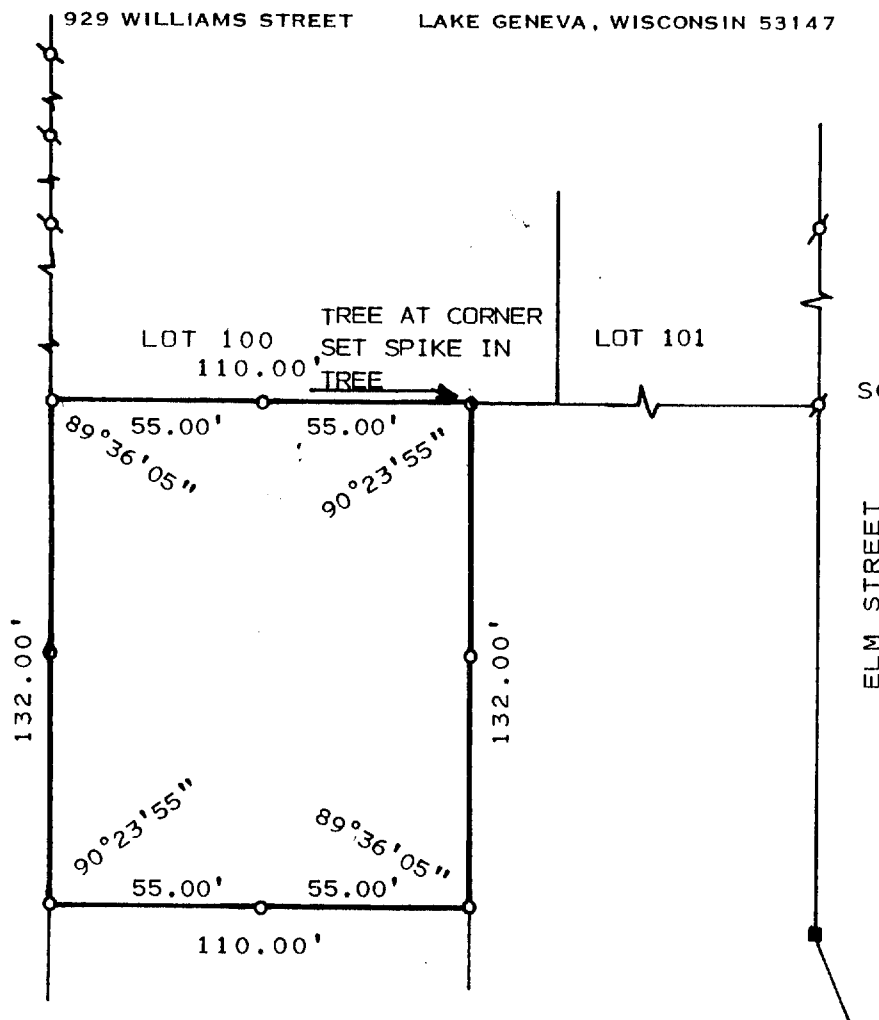 929 WILLIAMS STREET LAKE GENEVA, WISCONSIN 53147
LOT 100
110.00'
TREE AT CORNER
SET SPIKE IN
TREE
LOT 101
55.00'
55.00'
89°36'05"
90°23'55"
ELM STREET
132.00'
132.00'
90°23'55"
89°36'05"
55.00'
55.00'
110.00'